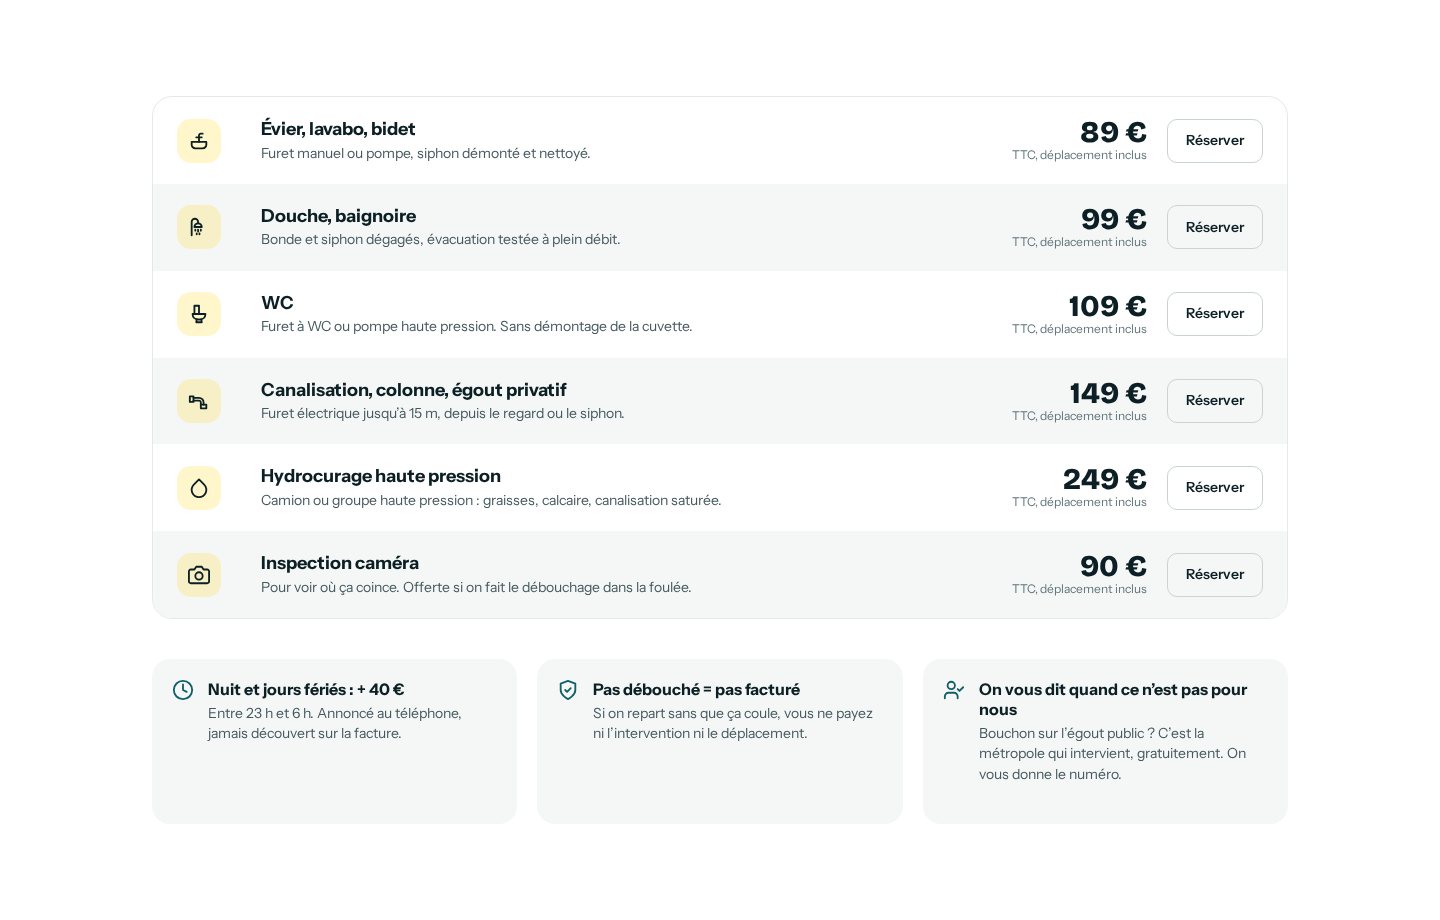 Évier, lavabo, bidet
Furet manuel ou pompe, siphon démonté et nettoyé.
89 €
TTC, déplacement inclus
Réserver
Douche, baignoire
Bonde et siphon dégagés, évacuation testée à plein débit.
99 €
TTC, déplacement inclus
Réserver
WC
Furet à WC ou pompe haute pression. Sans démontage de la cuvette.
109 €
TTC, déplacement inclus
Réserver
Canalisation, colonne, égout privatif
Furet électrique jusqu’à 15 m, depuis le regard ou le siphon.
149 €
TTC, déplacement inclus
Réserver
Hydrocurage haute pression
Camion ou groupe haute pression : graisses, calcaire, canalisation saturée.
249 €
TTC, déplacement inclus
Réserver
Inspection caméra
Pour voir où ça coince. Offerte si on fait le débouchage dans la foulée.
90 €
TTC, déplacement inclus
Réserver
Nuit et jours fériés : + 40 €
Entre 23 h et 6 h. Annoncé au téléphone,
jamais découvert sur la facture.
Pas débouché = pas facturé
Si on repart sans que ça coule, vous ne payez
ni l’intervention ni le déplacement.
On vous dit quand ce n’est pas pour
nous
Bouchon sur l’égout public ? C’est la
métropole qui intervient, gratuitement. On
vous donne le numéro.